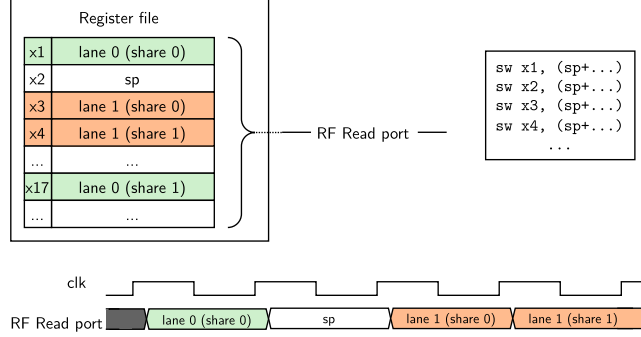 Register file
x1 lane 0 (share 0)
x2 sp
x3 lane 1 (share 0)
x4 lane 1 (share 1)
... ...
x17 lane 0 (share 1)
... ...
RF Read port
sw x1, (sp+...)
sw x2, (sp+...)
sw x3, (sp+...)
sw x4, (sp+...)
...
clk
RF Read port lane 0 (share 0) sp lane 1 (share 0) lane 1 (share 1)